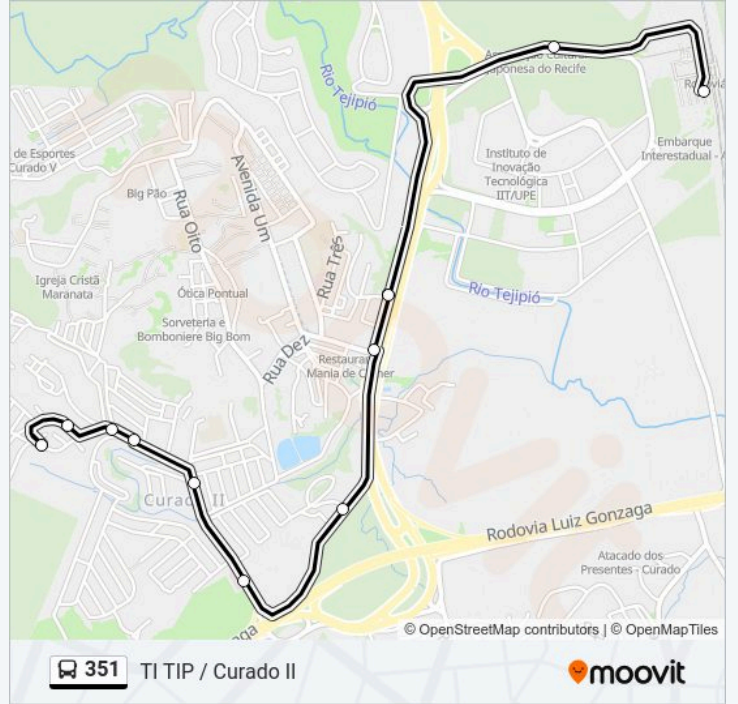 Associação Cultural
Japonesa do Recife
Rio Tejipió
Embarque
Interestadual - A
de Esportes
Curado V
Instituto de
Inovação
Tecnológica
IIT/UPE
Avenida Um
Big Pão
Rua Oito
Rua Três
Igreja Cristã
Maranata
Ótica Pontual
Rio Tejipió
Sorveteria e
Bomboniere Big Bom
Rua Dez
Restaurante
Mania de Comer
Curado II
Rodovia Luiz Gonzaga
Atacado dos
Presentes - Curado
© OpenStreetMap contributors | © OpenMapTiles
351 TI TIP / Curado II
moovit